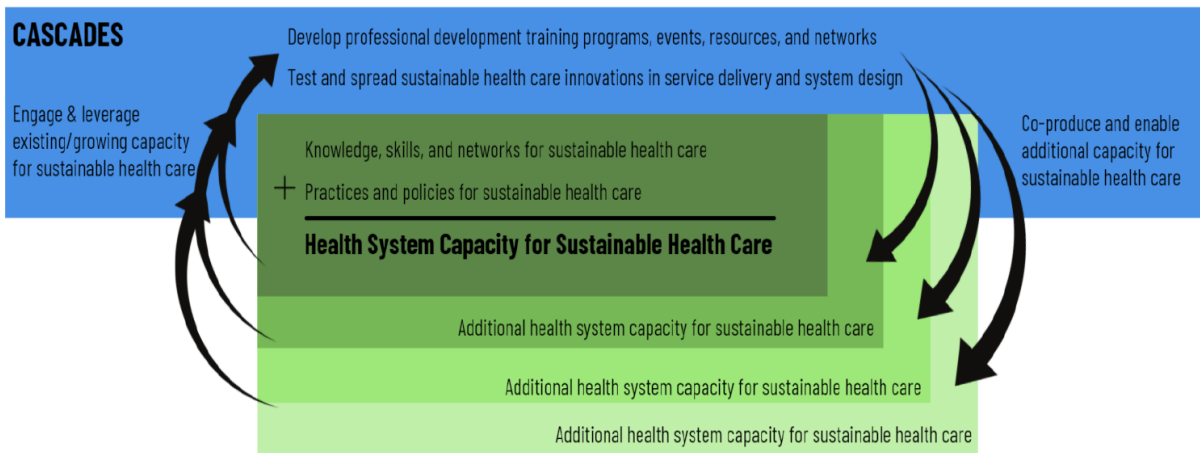 CASCADES
Develop professional development training programs, events, resources, and networks
Test and spread sustainable health care innovations in service delivery and system design
Engage & leverage
existing/growing capacity
for sustainable health care
Co-produce and enable
additional capacity for
sustainable health care
Knowledge, skills, and networks for sustainable health care
+ Practices and policies for sustainable health care
Health System Capacity for Sustainable Health Care
Additional health system capacity for sustainable health care
Additional health system capacity for sustainable health care
Additional health system capacity for sustainable health care